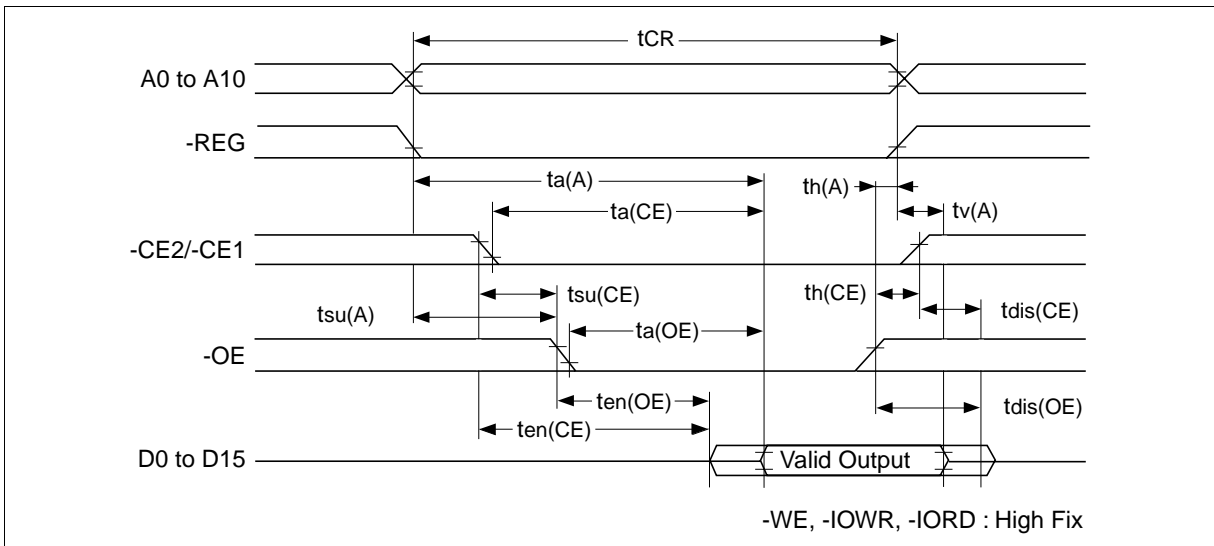 tCR
A0 to A10
-REG
ta(A)
th(A)
ta(CE)
tv(A)
-CE2/-CE1
tsu(CE)
th(CE)
tsu(A)
tdis(CE)
ta(OE)
-OE
ten(OE)
tdis(OE)
ten(CE)
D0 to D15
Valid Output
-WE, -IOWR, -IORD : High Fix